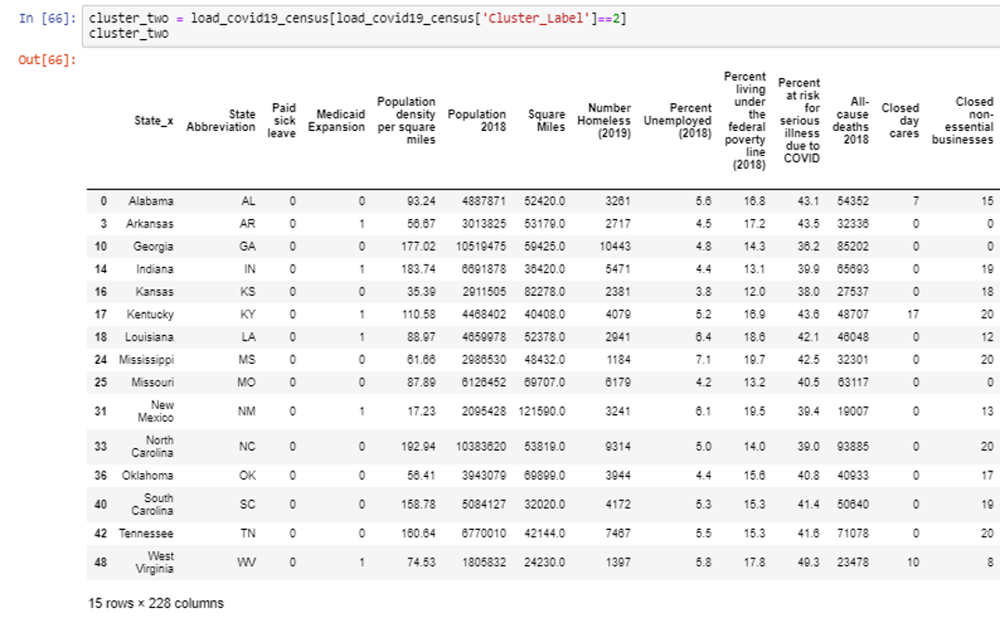 In [66]: cluster_two = load_covid19_census[load_covid19_census['Cluster_Label']==2]
cluster_two
Out[66]:
State_x State Abbreviation Paid sick leave Medicaid Expansion Population density per square miles Population 2018 Square Miles Number Homeless (2019) Percent Unemployed (2018) Percent living under the federal poverty line (2018) Percent at risk for serious illness due to COVID All-cause deaths 2018 Closed day cares Closed non-essential businesses
0 Alabama AL 0 0 93.24 4887871 52420.0 3261 5.6 16.8 43.1 54352 7 15
3 Arkansas AR 0 1 56.67 3013825 53179.0 2717 4.5 17.2 43.5 32336 0 0
10 Georgia GA 0 0 177.02 10519475 59425.0 10443 4.8 14.3 36.2 85202 0 0
14 Indiana IN 0 1 183.74 6691878 36420.0 5471 4.4 13.1 39.9 65693 0 19
16 Kansas KS 0 0 35.39 2911505 82278.0 2381 3.8 12.0 38.0 27537 0 18
17 Kentucky KY 0 1 110.58 4468402 40408.0 4079 5.2 16.9 43.6 48707 17 20
18 Louisiana LA 0 1 88.97 4659978 52378.0 2941 6.4 18.6 42.1 46048 0 12
24 Mississippi MS 0 0 61.66 2986530 48432.0 1184 7.1 19.7 42.5 32301 0 20
25 Missouri MO 0 0 87.89 6126452 69707.0 6179 4.2 13.2 40.5 63117 0 0
31 New Mexico NM 0 1 17.23 2095428 121590.0 3241 6.1 19.5 39.4 19007 0 13
33 North Carolina NC 0 0 192.94 10383620 53819.0 9314 5.0 14.0 39.0 93885 0 20
36 Oklahoma OK 0 0 56.41 3943079 69899.0 3944 4.4 15.6 40.8 40933 0 17
40 South Carolina SC 0 0 158.78 5084127 32020.0 4172 5.3 15.3 41.4 50640 0 19
42 Tennessee TN 0 0 160.64 6770010 42144.0 7467 5.5 15.3 41.6 71078 0 20
48 West Virginia WV 0 1 74.53 1805832 24230.0 1397 5.8 17.8 49.3 23478 10 8
15 rows × 228 columns